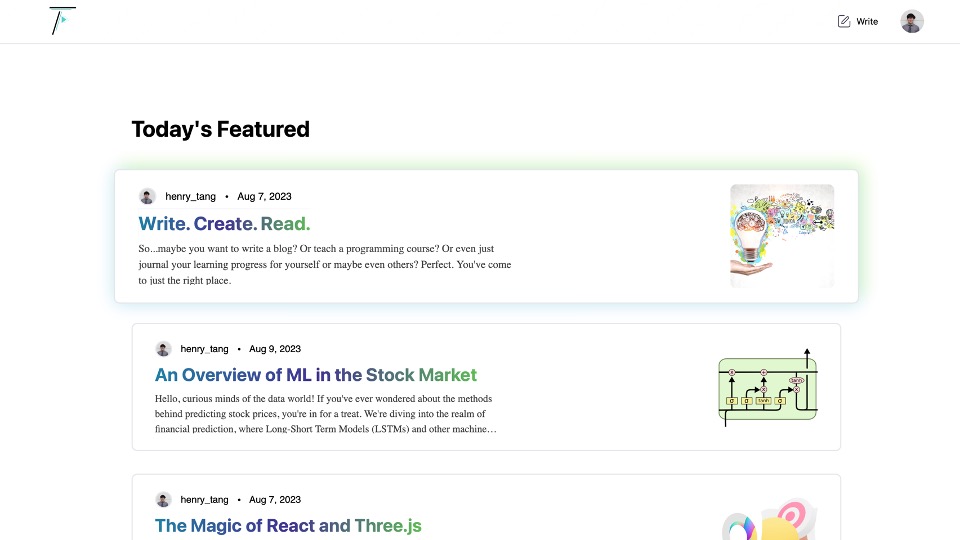 Write
Today's Featured
henry_tang • Aug 7, 2023
Write. Create. Read.
So...maybe you want to write a blog? Or teach a programming course? Or even just
journal your learning progress for yourself or maybe even others? Perfect. You've come
to just the right place.
henry_tang • Aug 9, 2023
An Overview of ML in the Stock Market
Hello, curious minds of the data world! If you've ever wondered about the methods
behind predicting stock prices, you're in for a treat. We're diving into the realm of
financial prediction, where Long-Short Term Models (LSTMs) and other machine…
tanh
σ σ tanh σ
henry_tang • Aug 7, 2023
The Magic of React and Three.js